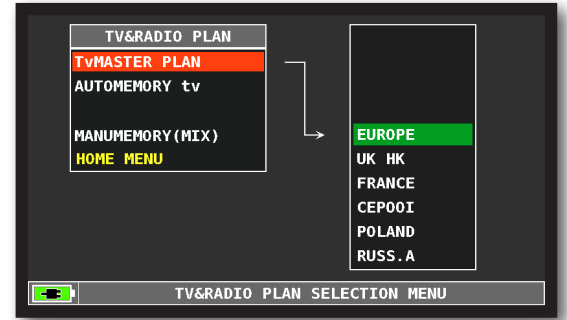 TV&RADIO PLAN
TvMASTER PLAN
AUTOMEMORY tv
MANUMEMORY(MIX)
HOME MENU
EUROPE
UK HK
FRANCE
CEPOOI
POLAND
RUSS.A
TV&RADIO PLAN SELECTION MENU